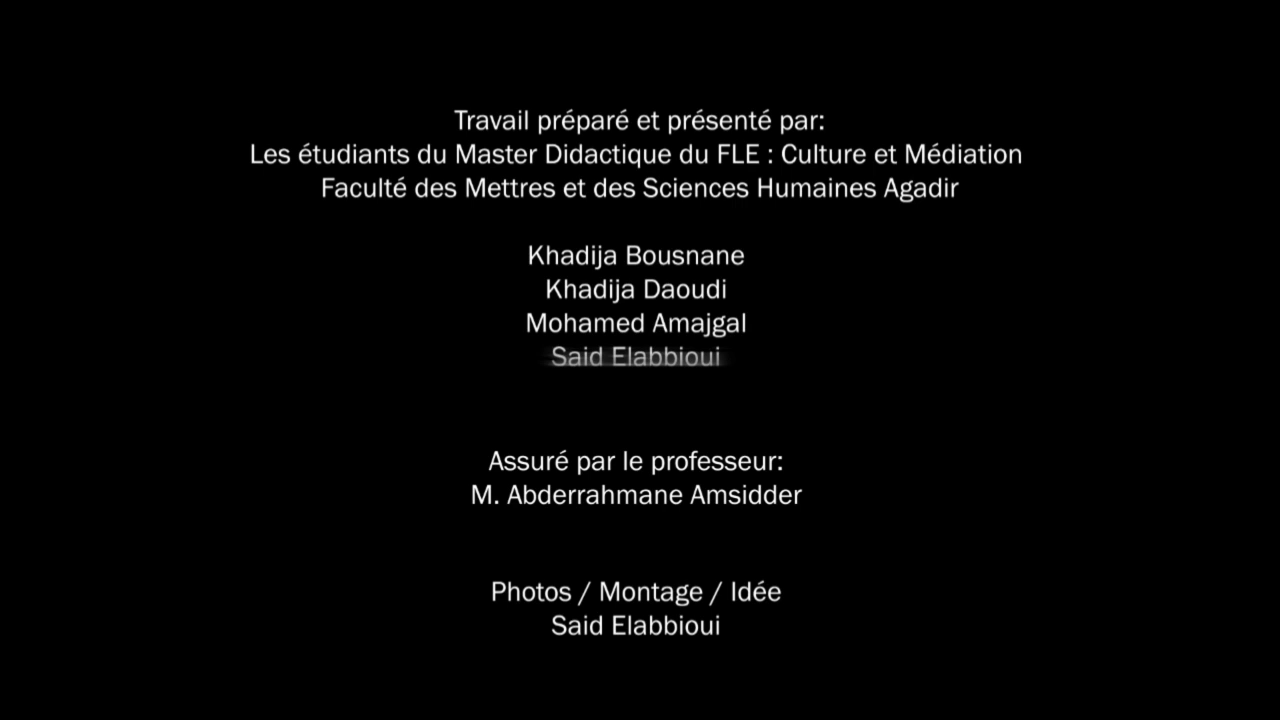 Travail préparé et présenté par:
Les étudiants du Master Didactique du FLE : Culture et Médiation
Faculté des Mettres et des Sciences Humaines Agadir
Khadija Bousnane
Khadija Daoudi
Mohamed Amajgal
Said Elabbioui
Assuré par le professeur:
M. Abderrahmane Amsidder
Photos / Montage / Idée
Said Elabbioui